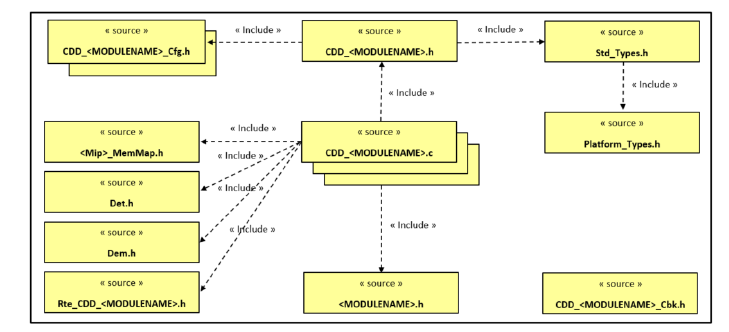 « source »
CDD_<MODULENAME>_Cfg.h
« Include »
« source »
CDD_<MODULENAME>.h
« Include »
« source »
Std_Types.h
« Include »
« Include »
« source »
<Mip>_MemMap.h
« Include »
« source »
CDD_<MODULENAME>.c
« source »
Platform_Types.h
« Include »
« Include »
« source »
Det.h
« Include »
« Include »
« source »
Dem.h
« source »
Rte_CDD_<MODULENAME>.h
« source »
<MODULENAME>.h
« source »
CDD_<MODULENAME>_Cbk.h